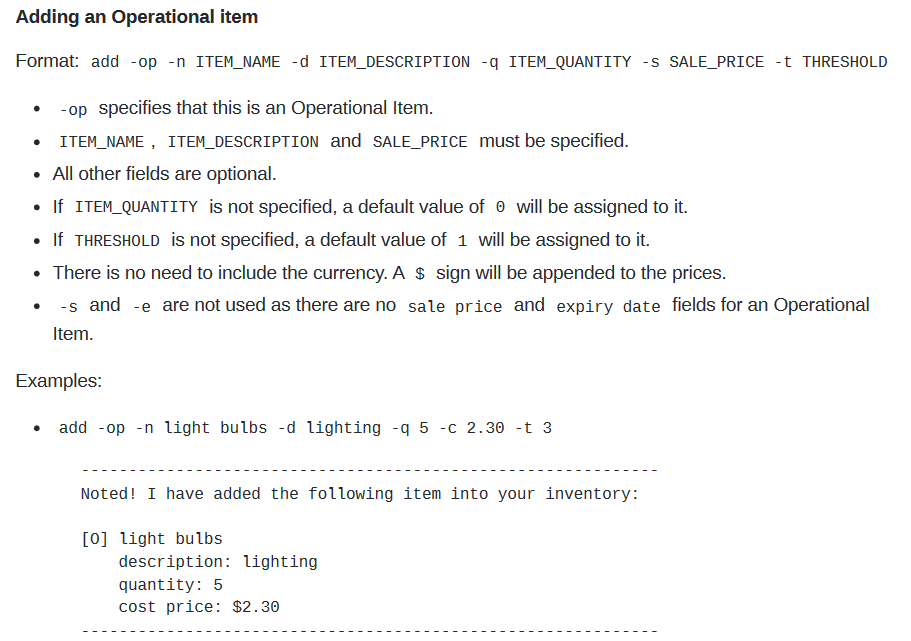 Adding an Operational item
Format: add -op -n ITEM_NAME -d ITEM_DESCRIPTION -q ITEM_QUANTITY -s SALE_PRICE -t THRESHOLD
• -op specifies that this is an Operational Item.
• ITEM_NAME , ITEM_DESCRIPTION and SALE_PRICE must be specified.
• All other fields are optional.
• If ITEM_QUANTITY is not specified, a default value of 0 will be assigned to it.
• If THRESHOLD is not specified, a default value of 1 will be assigned to it.
• There is no need to include the currency. A $ sign will be appended to the prices.
• -s and -e are not used as there are no sale price and expiry date fields for an Operational
Item.
Examples:
• add -op -n light bulbs -d lighting -q 5 -c 2.30 -t 3
-------------------------------------------------------------
Noted! I have added the following item into your inventory:
[O] light bulbs
description: lighting
quantity: 5
cost price: $2.30
-------------------------------------------------------------